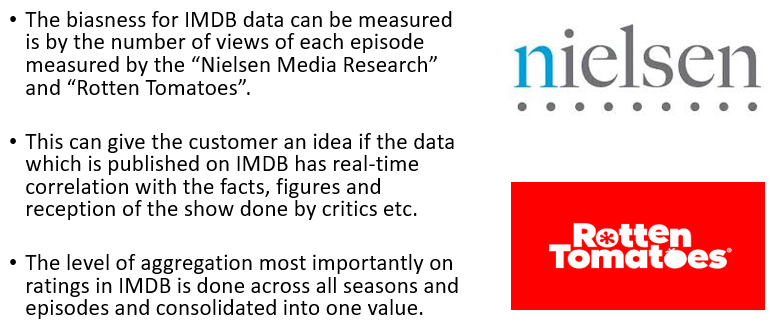 • The biasness for IMDB data can be measured
is by the number of views of each episode
measured by the “Nielsen Media Research”
and “Rotten Tomatoes”.
• This can give the customer an idea if the data
which is published on IMDB has real-time
correlation with the facts, figures and
reception of the show done by critics etc.
• The level of aggregation most importantly on
ratings in IMDB is done across all seasons and
episodes and consolidated into one value.
nielsen
Rotten
Tomatoes®